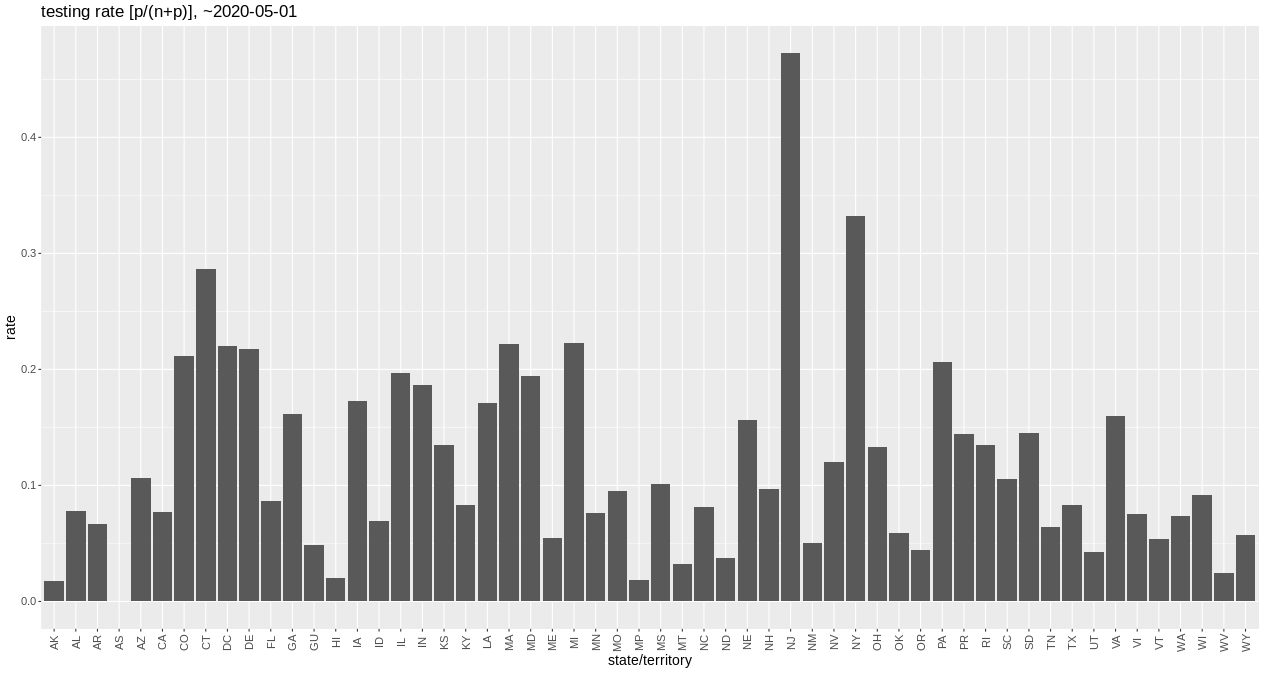 testing rate [p/(n+p)], ~2020-05-01
0.4
0.3
rate
0.2
0.1
0.0
AK AL AR AS AZ CA CO CT DC DE FL GA GU HI IA ID IL IN KS KY LA MA MD ME MI MN MO MP MS MT NC ND NE NH NJ NM NV NY OH OK OR PA PR RI SC SD TN TX UT VA VI VT WA WI WV WY
state/territory